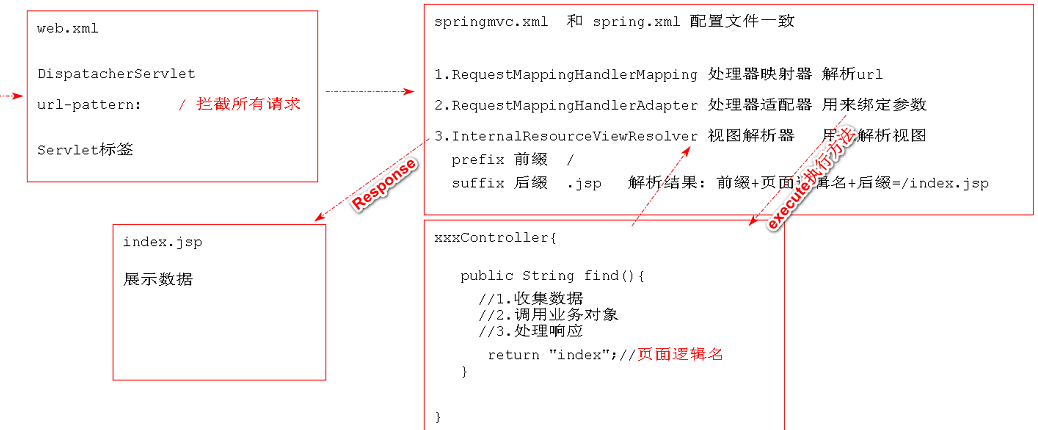 web.xml
DispatacherServlet
url-pattern: / 拦截所有请求
Servlet标签
springmvc.xml 和 spring.xml 配置文件一致
1.RequestMappingHandlerMapping 处理器映射器 解析url
2.RequestMappingHandlerAdapter 处理器适配器 用来绑定参数
3.InternalResourceViewResolver 视图解析器 用 解析视图
prefix 前缀 /
suffix 后缀 .jsp 解析结果: 前缀+页面 辑名+后缀=/index.jsp
Response
execute执行方法
index.jsp
展示数据
xxxController{
public String find(){
//1.收集数据
//2.调用业务对象
//3.处理响应
return "index";//页面逻辑名
}
}